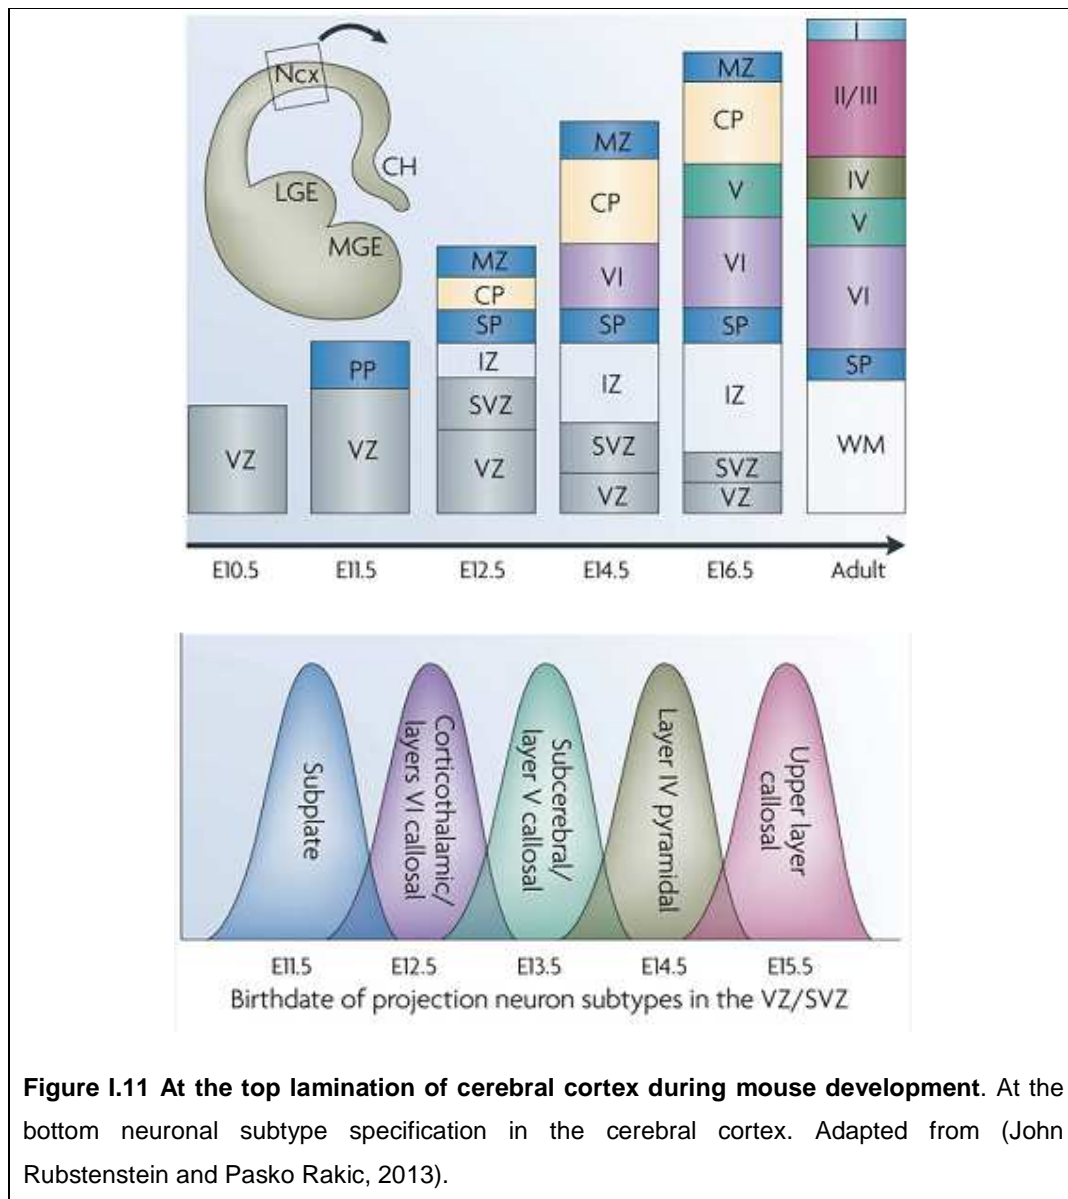 Ncx
CH
LGE
MGE
VZ
PP
VZ
MZ
CP
SP
IZ
SVZ
VZ
MZ
CP
VI
SP
IZ
SVZ
VZ
MZ
CP
V
VI
SP
IZ
SVZ
VZ
I
II/III
IV
V
VI
SP
WM
E10.5 E11.5 E12.5 E14.5 E16.5 Adult
Subplate
Corticothalamic/
layers VI callosal
Subcerebral/
layer V callosal
Layer IV pyramidal
Upper layer
callosal
E11.5 E12.5 E13.5 E14.5 E15.5
Birthdate of projection neuron subtypes in the VZ/SVZ
Figure I.11 At the top lamination of cerebral cortex during mouse development. At the
bottom neuronal subtype specification in the cerebral cortex. Adapted from (John
Rubstenstein and Pasko Rakic, 2013).